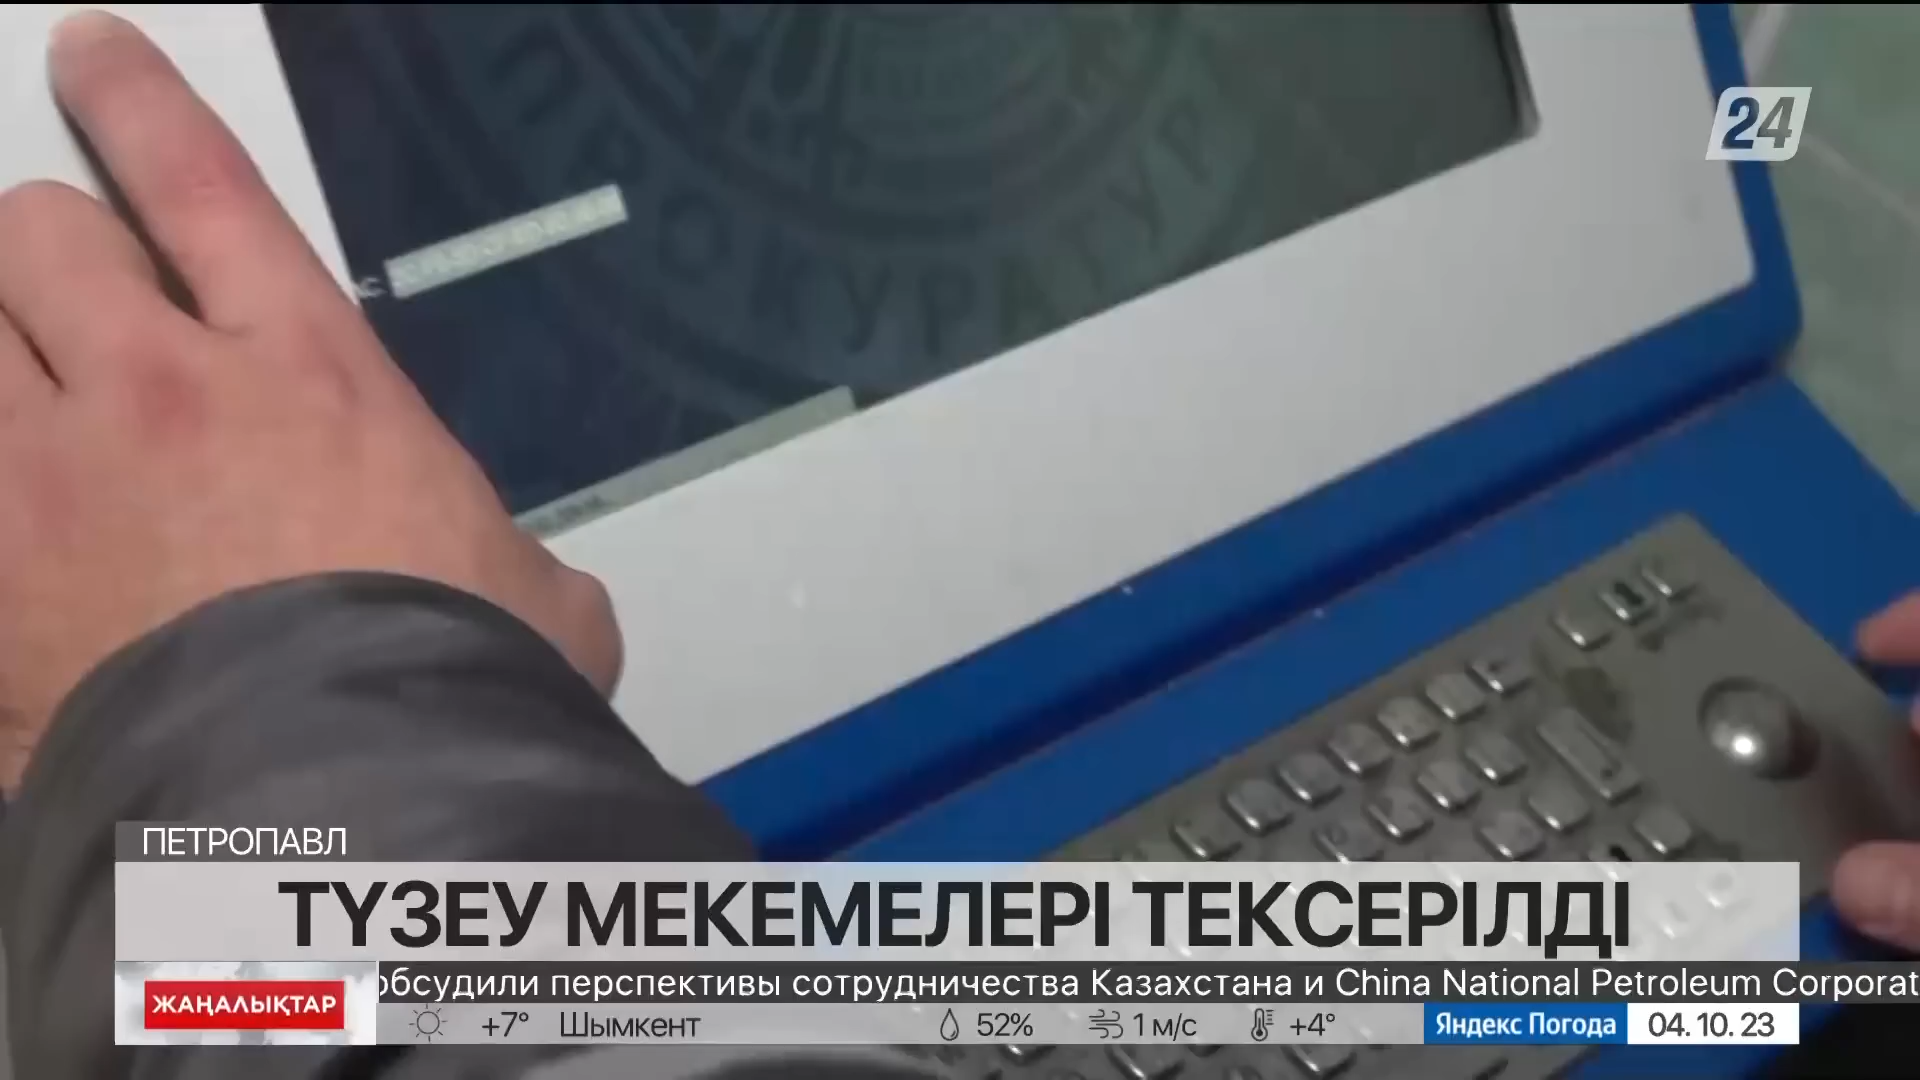 24
ПРОКУРАТУР
ПЕТРОПАВЛ
ТҮЗЕУ МЕКЕМЕЛЕРІ ТЕКСЕРІЛДІ
ЖАҢАЛЫҚТАР
обсудили перспективы сотрудничества Казахстана и China National Petroleum Corporat
+7° Шымкент 52% 1 м/с +4° Яндекс Погода 04.10.23